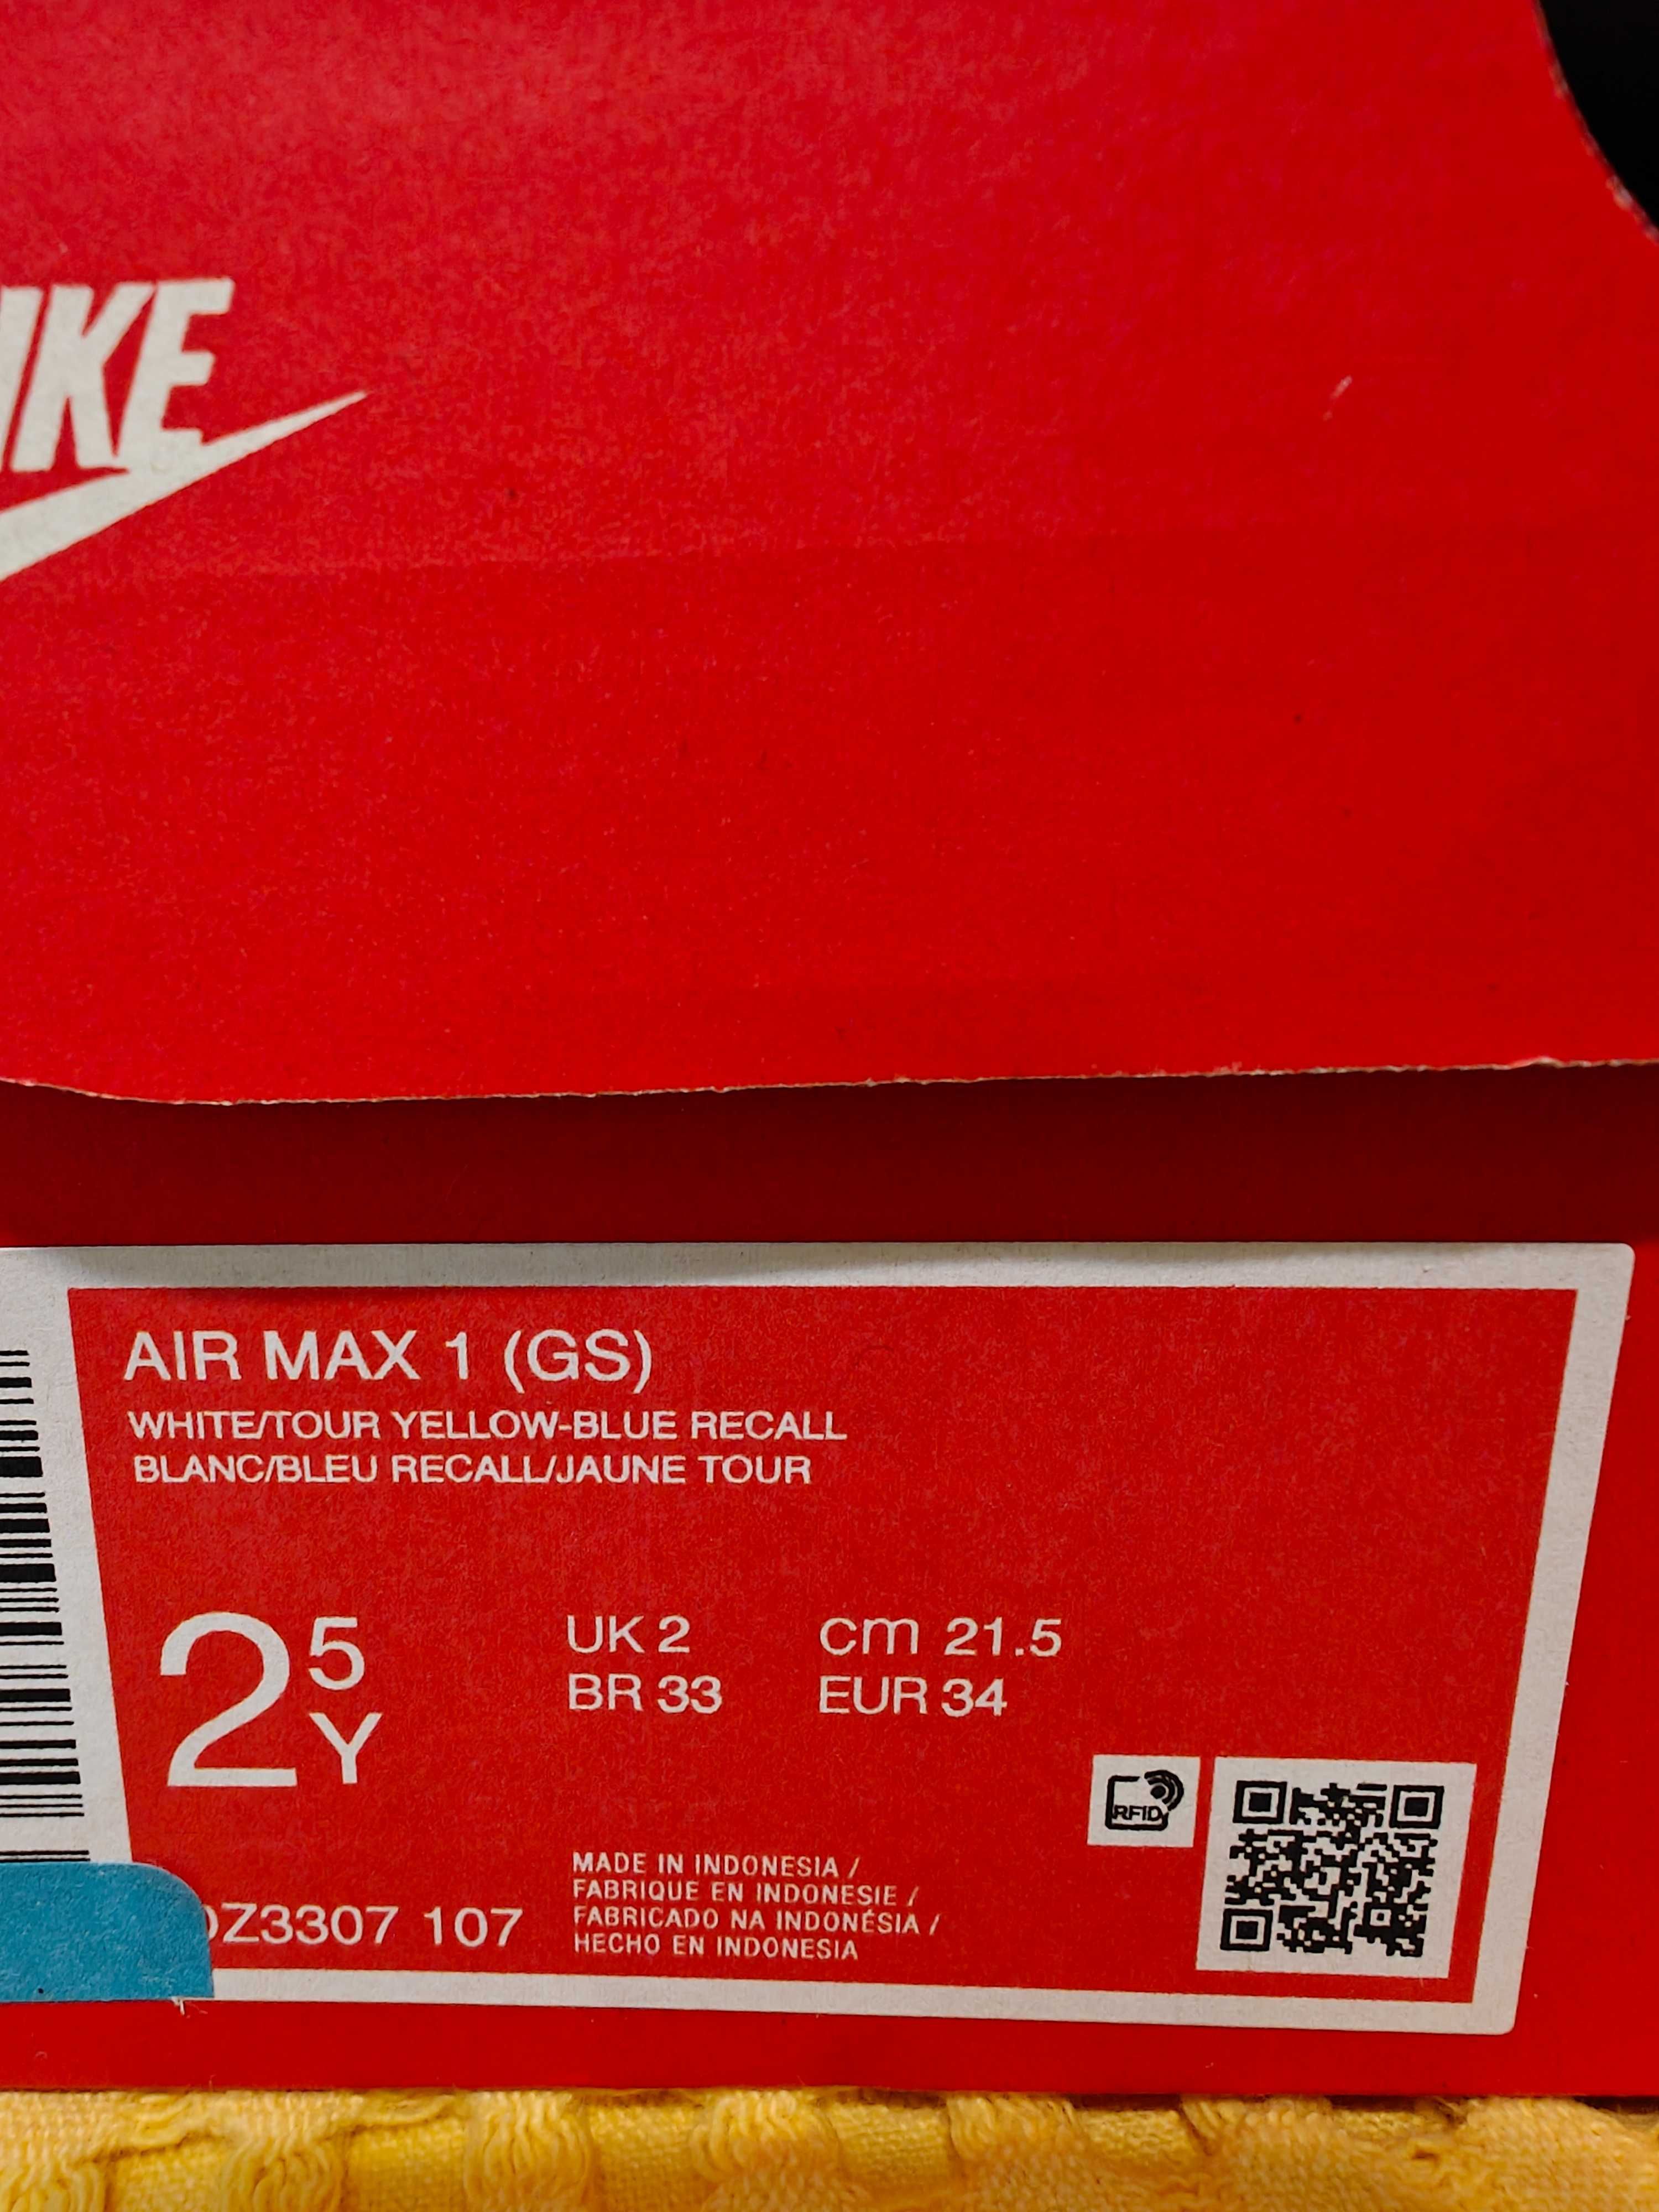 IKE
AIR MAX 1 (GS)
WHITE/TOUR YELLOW-BLUE RECALL
BLANC/BLEU RECALL/JAUNE TOUR
2 5 Y
UK 2 cm 21.5
BR 33 EUR 34
RFID
Z3307 107
MADE IN INDONESIA /
FABRIQUE EN INDONESIE /
FABRICADO NA INDONÉSIA /
HECHO EN INDONESIA